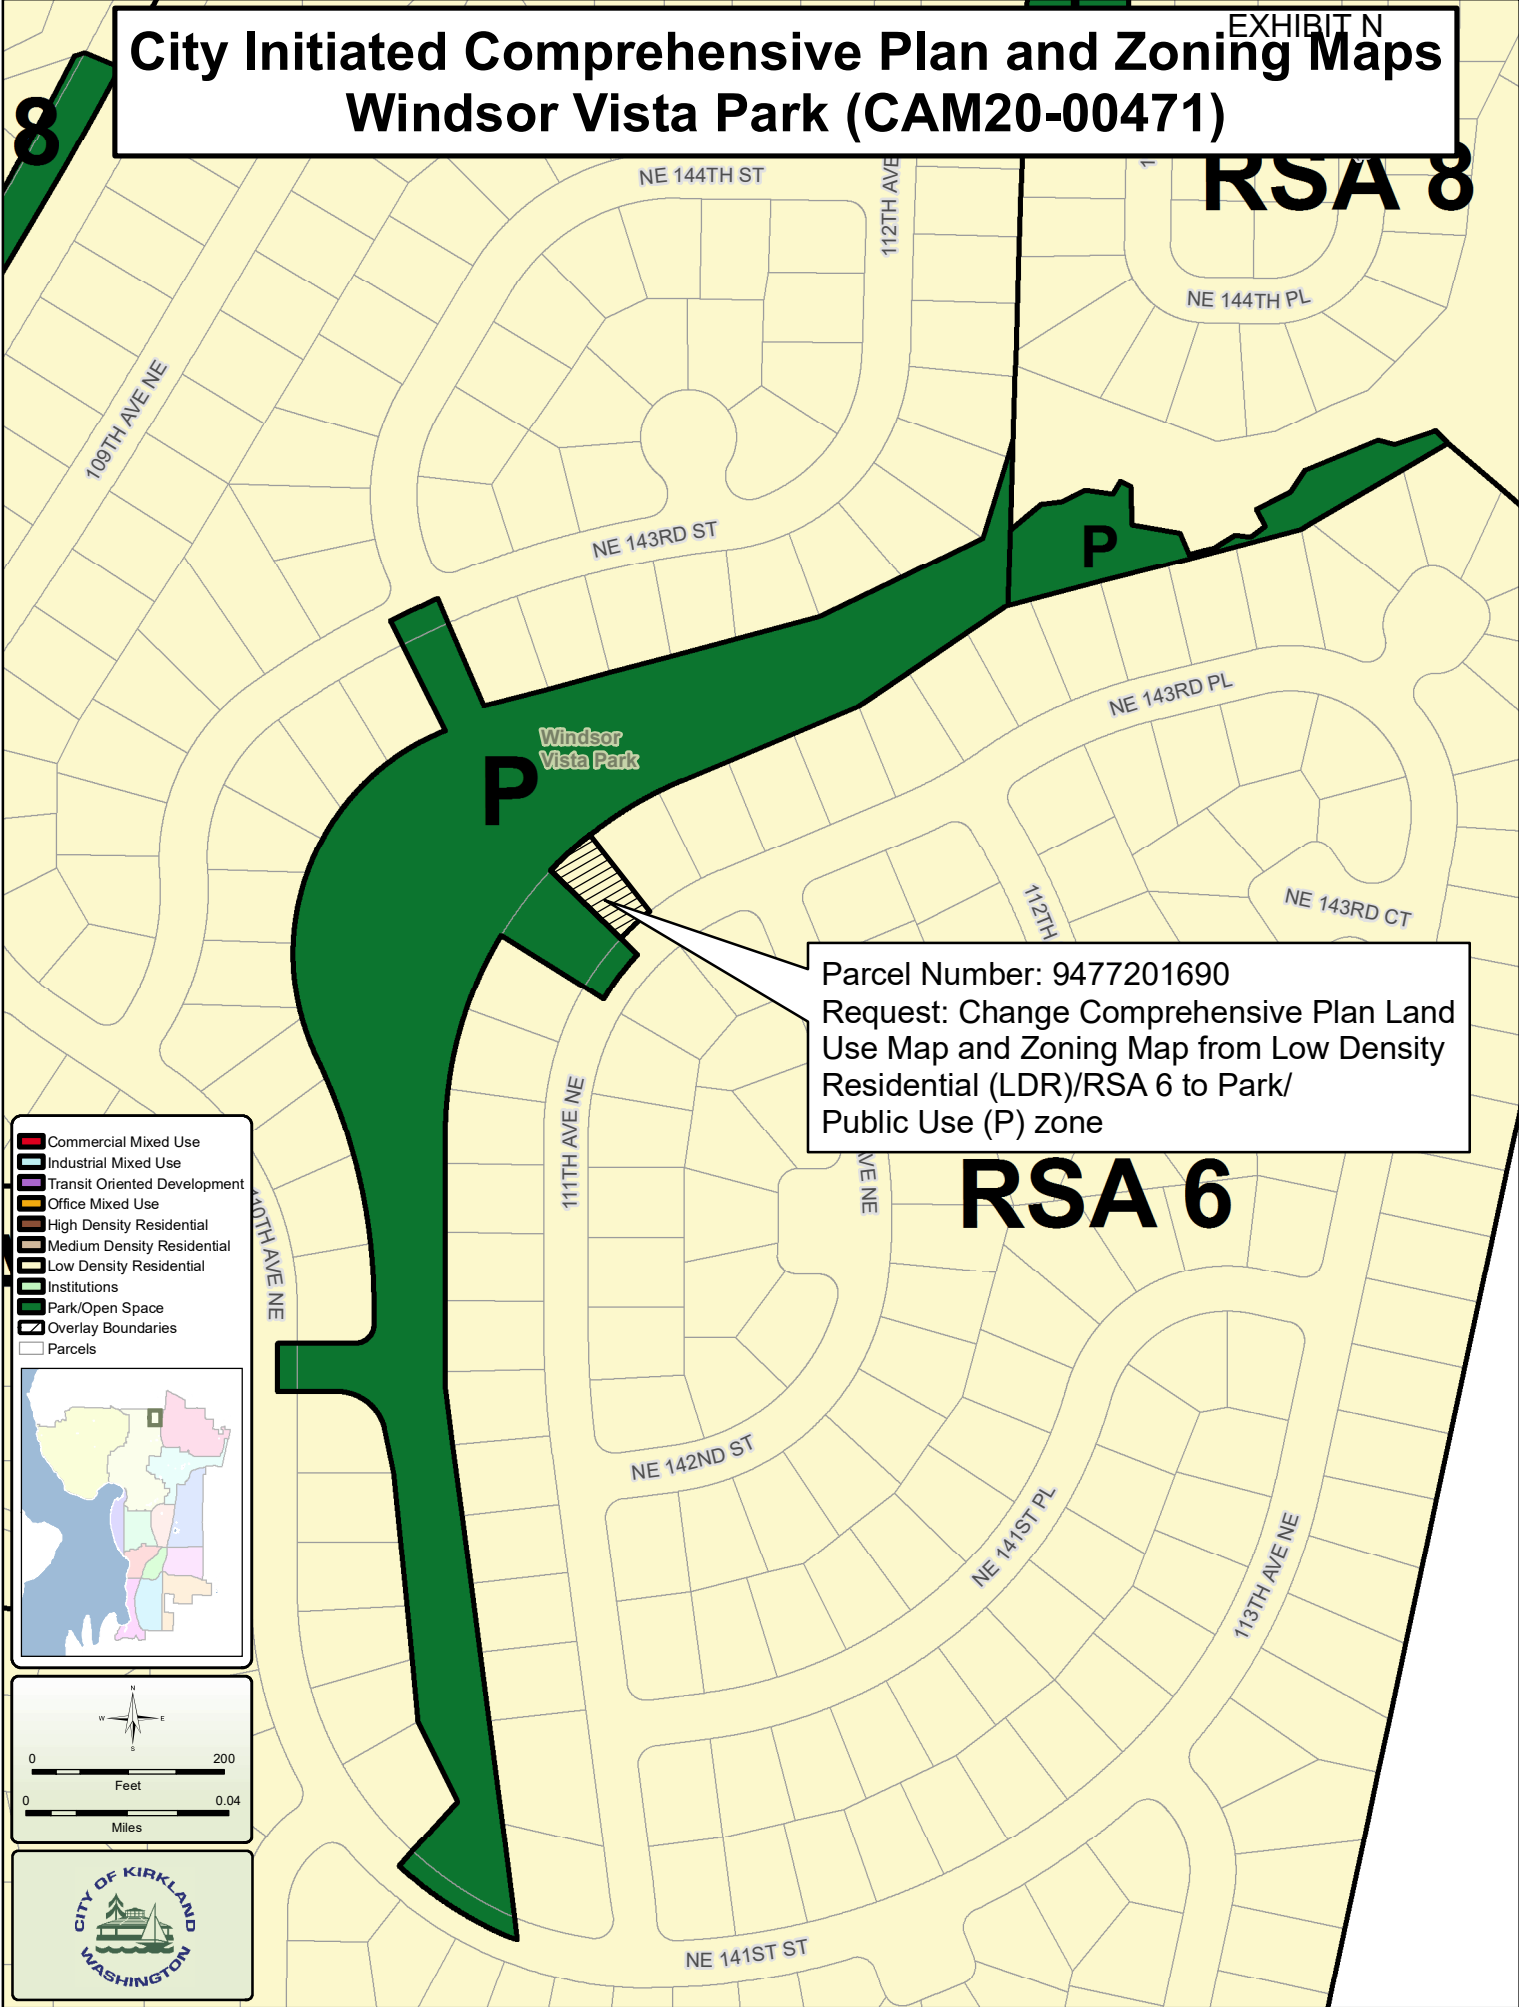 EXHIBIT N
City Initiated Comprehensive Plan and Zoning Maps
Windsor Vista Park (CAM20-00471)
8
RSA 8
NE 144TH ST
112TH AVE
NE 144TH PL
109TH AVE NE
NE 143RD ST
P
NE 143RD PL
Windsor
Vista Park
P
112TH
NE 143RD CT
Parcel Number: 9477201690
Request: Change Comprehensive Plan Land
Use Map and Zoning Map from Low Density
Residential (LDR)/RSA 6 to Park/
Public Use (P) zone
111TH AVE NE
AVE NE
RSA 6
110TH AVE NE
Commercial Mixed Use
Industrial Mixed Use
Transit Oriented Development
Office Mixed Use
High Density Residential
Medium Density Residential
Low Density Residential
Institutions
Park/Open Space
Overlay Boundaries
Parcels
NE 142ND ST
NE 141ST PL
113TH AVE NE
N
W
E
S
0
200
Feet
0
0.04
Miles
CITY OF KIRKLAND
WASHINGTON
NE 141ST ST